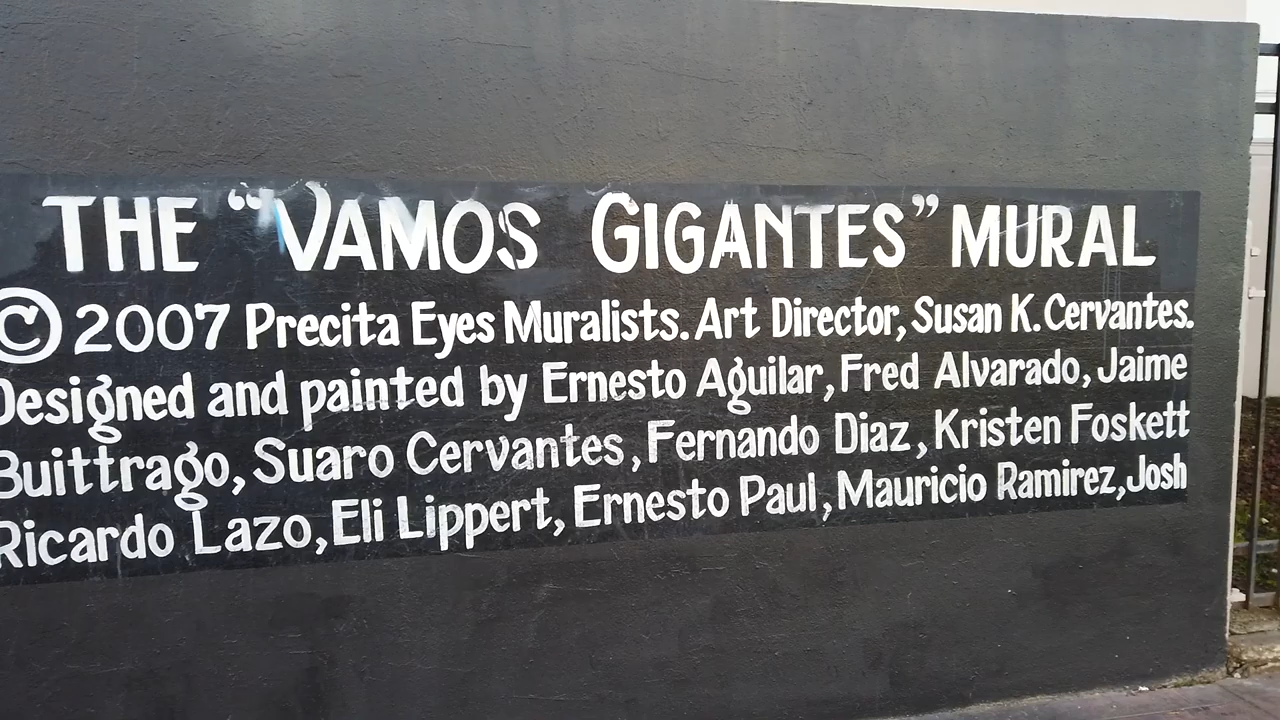 THE “VAMOS GIGANTES” MURAL
© 2007 Precita Eyes Muralists. Art Director, Susan K. Cervantes.
Designed and painted by Ernesto Aguilar, Fred Alvarado, Jaime
Buittrago, Suaro Cervantes, Fernando Diaz, Kristen Foskett
Ricardo Lazo, Eli Lippert, Ernesto Paul, Mauricio Ramirez, Josh